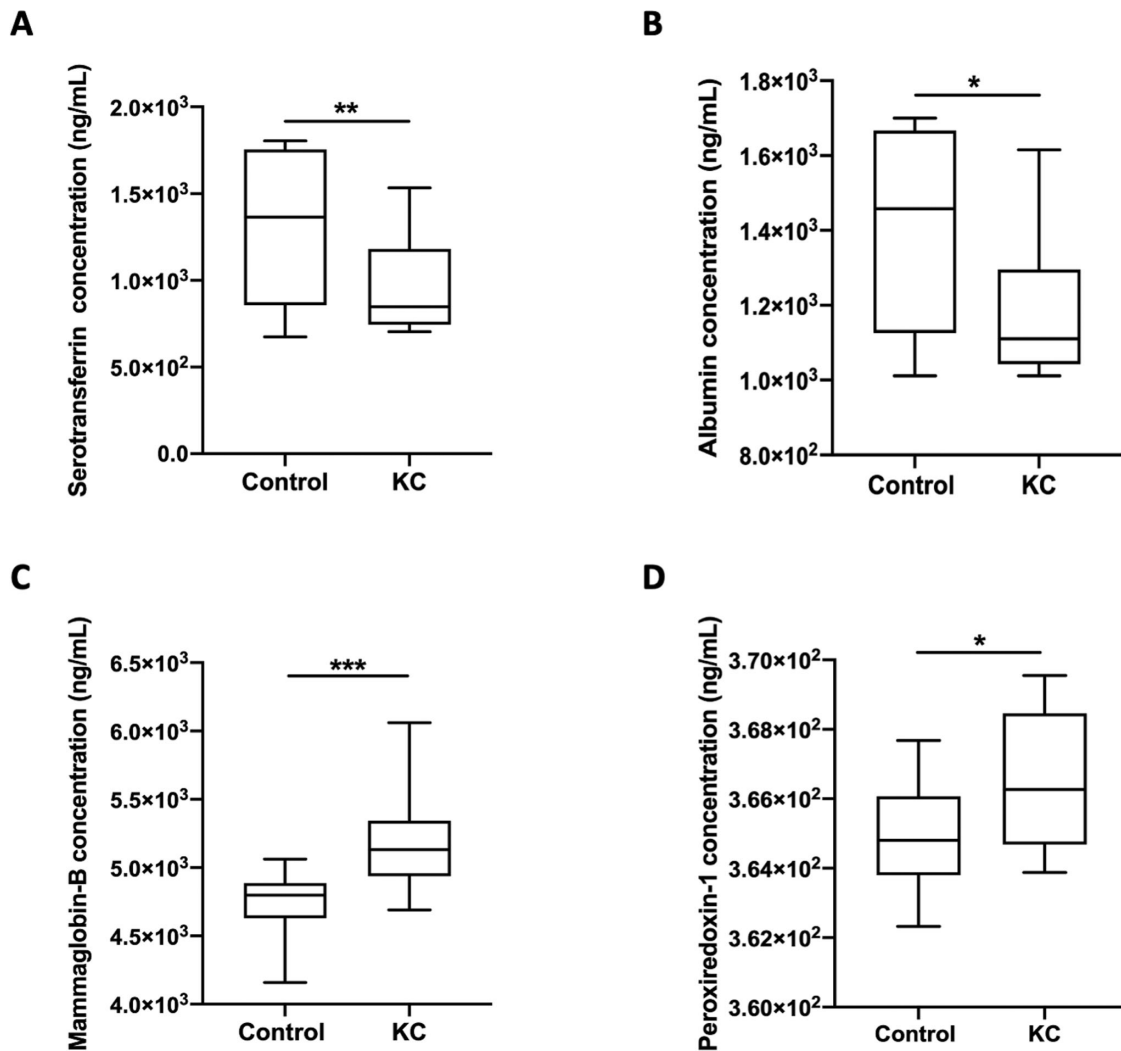 A
Serotransferrin concentration (ng/mL)
2.0×10³
1.5×10³
1.0×10³
5.0×10²
0.0
**
Control
KC
B
Albumin concentration (ng/mL)
1.8×10³
1.6×10³
1.4×10³
1.2×10³
1.0×10³
8.0×10²
*
Control
KC
C
Mammaglobin-B concentration (ng/mL)
6.5×10³
6.0×10³
5.5×10³
5.0×10³
4.5×10³
4.0×10³
***
Control
KC
D
Peroxiredoxin-1 concentration (ng/mL)
3.70×10²
3.68×10²
3.66×10²
3.64×10²
3.62×10²
3.60×10²
*
Control
KC